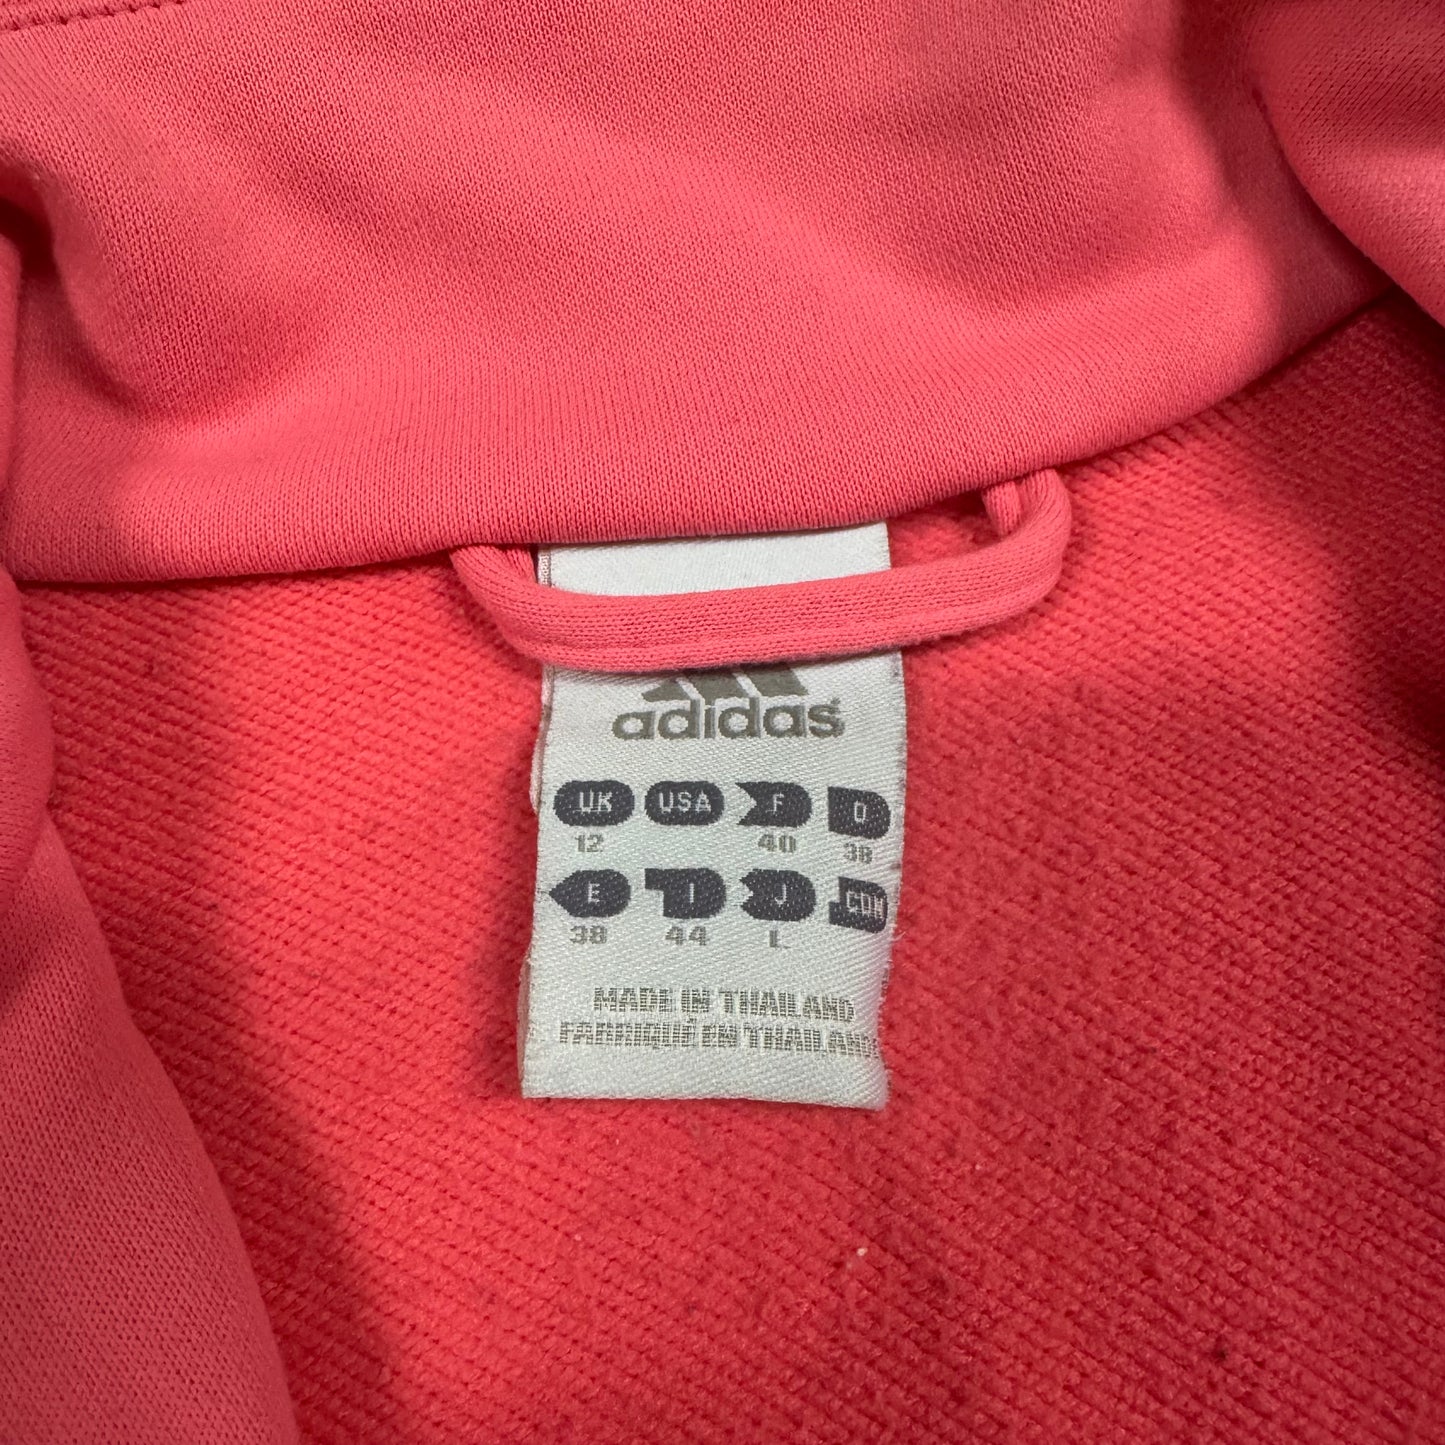 adidas
UK USA F D
12 40 38
E I J CDN
38 44 L
MADE IN THAILAND
FABRIQUÉ EN THAILANDE